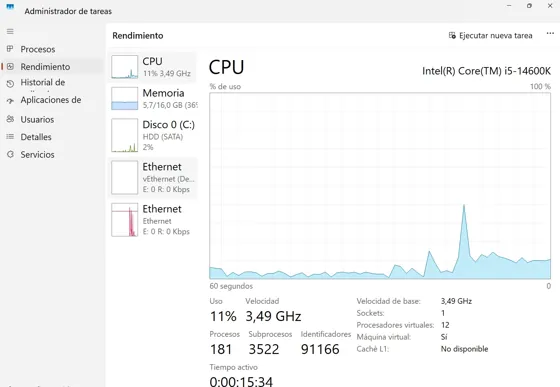 Administrador de tareas
Rendimiento
Ejecutar nueva tarea
Procesos
Rendimiento
Historial de
Aplicaciones de
Usuarios
Detalles
Servicios
CPU
11% 3,49 GHz
Memoria
5,7/16,0 GB (36%
Disco 0 (C:)
HDD (SATA)
2%
Ethernet
vEthernet (De...
E: 0 R: 0 Kbps
Ethernet
Ethernet
E: 0 R: 0 Kbps
CPU
Intel(R) Core(TM) i5-14600K
% de uso
100 %
60 segundos
0
Uso
Velocidad
11%
3,49 GHz
Procesos
Subprocesos
Identificadores
181
3522
91166
Tiempo activo
0:00:15:34
Velocidad de base:
3,49 GHz
Sockets:
1
Procesadores virtuales:
12
Máquina virtual:
Sí
Caché L1:
No disponible